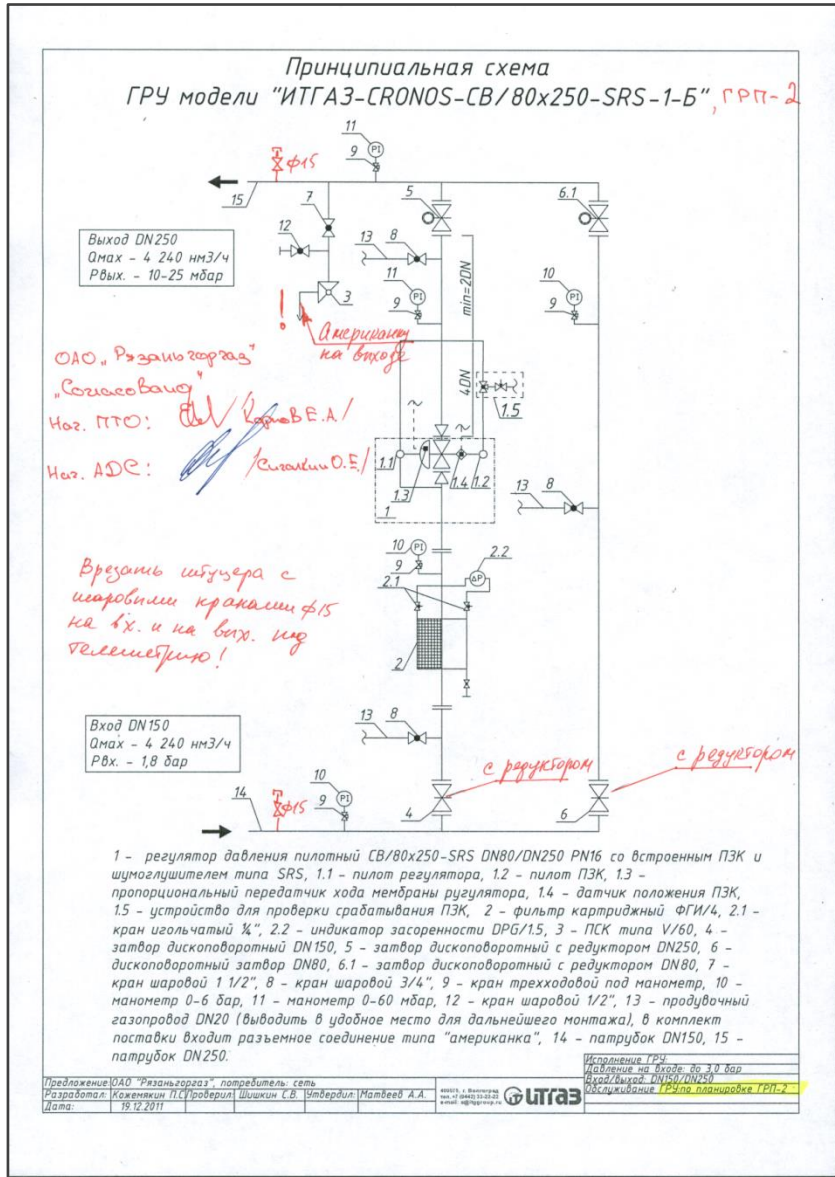 Принципиальная схема
ГРУ модели "ИТГАЗ-CRONOS-СВ/80х250-SRS-1-Б", ГРП-2
11
PI
9
ф15
15
7
5
6.1
12
13
8
11
PI
9
10
PI
9
3
min=2DN
4DN
Выход DN250
Qмах - 4 240 нм3/ч
Рвых. - 10-25 мбар
!
Американку
на выходе
ОАО „Рязаньгоргаз"
„Согласовано"
Нач. ПТО:
Нач. АДС:
1.5
1.1
1.3
1.4
1.2
1
13
8
10
PI
9
2.2
ΔP
2.1
2
Врезать штуцера с
шаровыми кранами ф15
на вх. и на вых. под
телеметрию!
13
8
Вход DN150
Qмах - 4 240 нм3/ч
Рвх. - 1,8 бар
с редуктором
с редуктором
14
ф15
10
PI
9
4
6
1 - регулятор давления пилотный СВ/80х250-SRS DN80/DN250 PN16 со встроенным ПЗК и
шумоглушителем типа SRS, 1.1 - пилот регулятора, 1.2 - пилот ПЗК, 1.3 -
пропорциональный передатчик хода мембраны ругулятора, 1.4 - датчик положения ПЗК,
1.5 - устройство для проверки срабатывания ПЗК, 2 - фильтр картриджный ФГИ/4, 2.1 -
кран игольчатый ¼", 2.2 - индикатор засоренности DPG/1.5, 3 - ПСК типа V/60, 4 -
затвор дископоворотный DN150, 5 - затвор дископоворотный с редуктором DN250, 6 -
дископоворотный затвор DN80, 6.1 - затвор дископоворотный с редуктором DN80, 7 -
кран шаровой 1 1/2", 8 - кран шаровой 3/4", 9 - кран трехходовой под манометр, 10 -
манометр 0-6 бар, 11 - манометр 0-60 мбар, 12 - кран шаровой 1/2", 13 - продувочный
газопровод DN20 (выводить в удобное место для дальнейшего монтажа), в комплект
поставки входит разъемное соединение типа "американка", 14 - патрубок DN150, 15 -
патрубок DN250.
Исполнение ГРУ:
Давление на входе: до 3,0 бар
Вход/выход: DN150/DN250
Обслуживание ГРУ:по планировке ГРП-2
Предложение: ОАО "Рязаньгоргаз", потребитель: сеть
Разработал: Кожемякин П.С Проверил: Шишкин С.В. Утвердил: Матвеев А.А.
Дата: 19.12.2011
итгаз